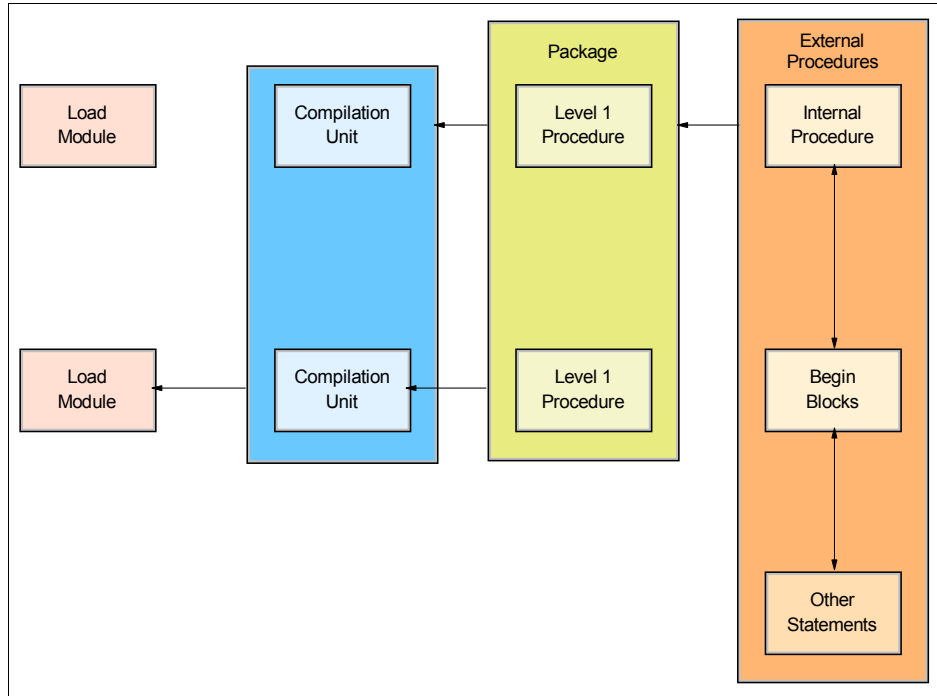 External
Procedures
Package
Load
Module
Compilation
Unit
Level 1
Procedure
Internal
Procedure
Load
Module
Compilation
Unit
Level 1
Procedure
Begin
Blocks
Other
Statements